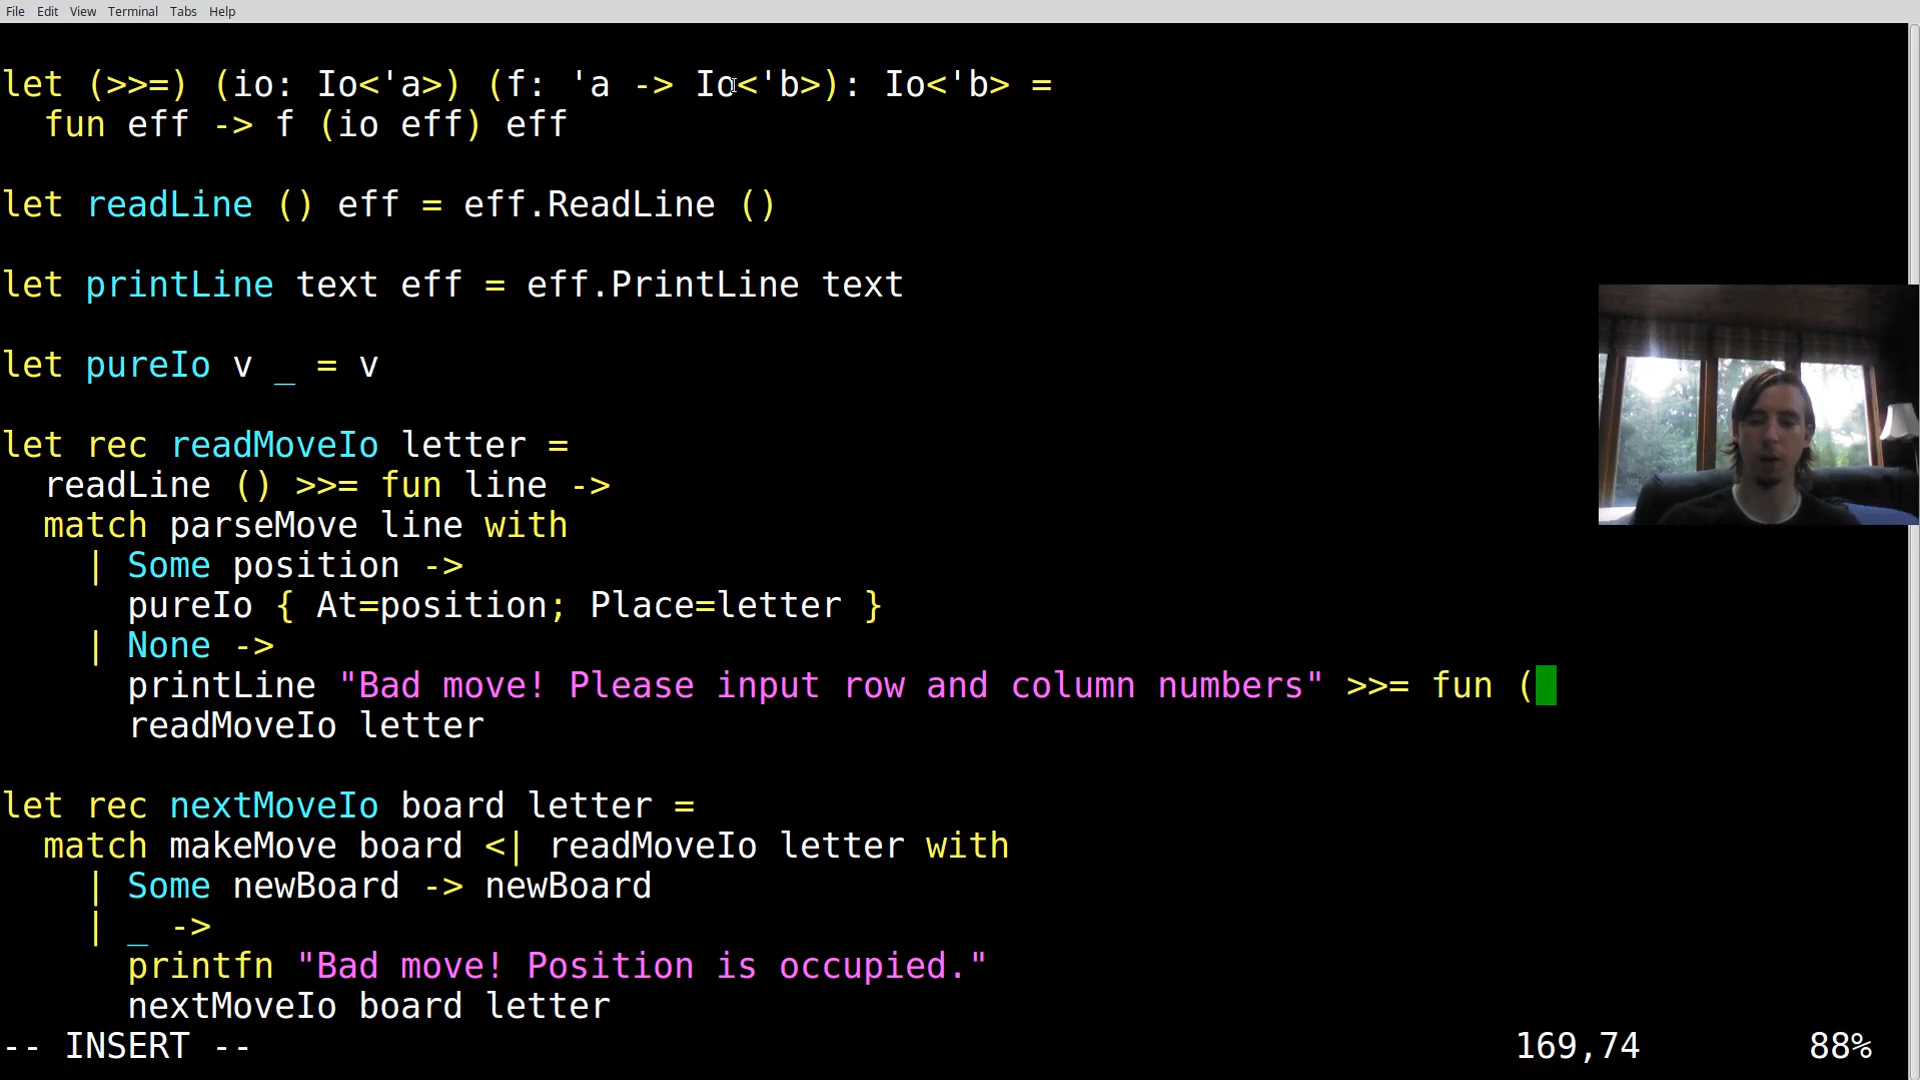 File Edit View Terminal Tabs Help
let (>>=) (io: Io<'a>) (f: 'a -> Io<'b>): Io<'b> =
  fun eff -> f (io eff) eff
let readLine () eff = eff.ReadLine ()
let printLine text eff = eff.PrintLine text
let pureIo v _ = v
let rec readMoveIo letter =
  readLine () >>= fun line ->
  match parseMove line with
    | Some position ->
      pureIo { At=position; Place=letter }
    | None ->
      printLine "Bad move! Please input row and column numbers" >>= fun (
      readMoveIo letter
let rec nextMoveIo board letter =
  match makeMove board <| readMoveIo letter with
    | Some newBoard -> newBoard
    | _ ->
      printfn "Bad move! Position is occupied."
      nextMoveIo board letter
-- INSERT -- 169,74 88%